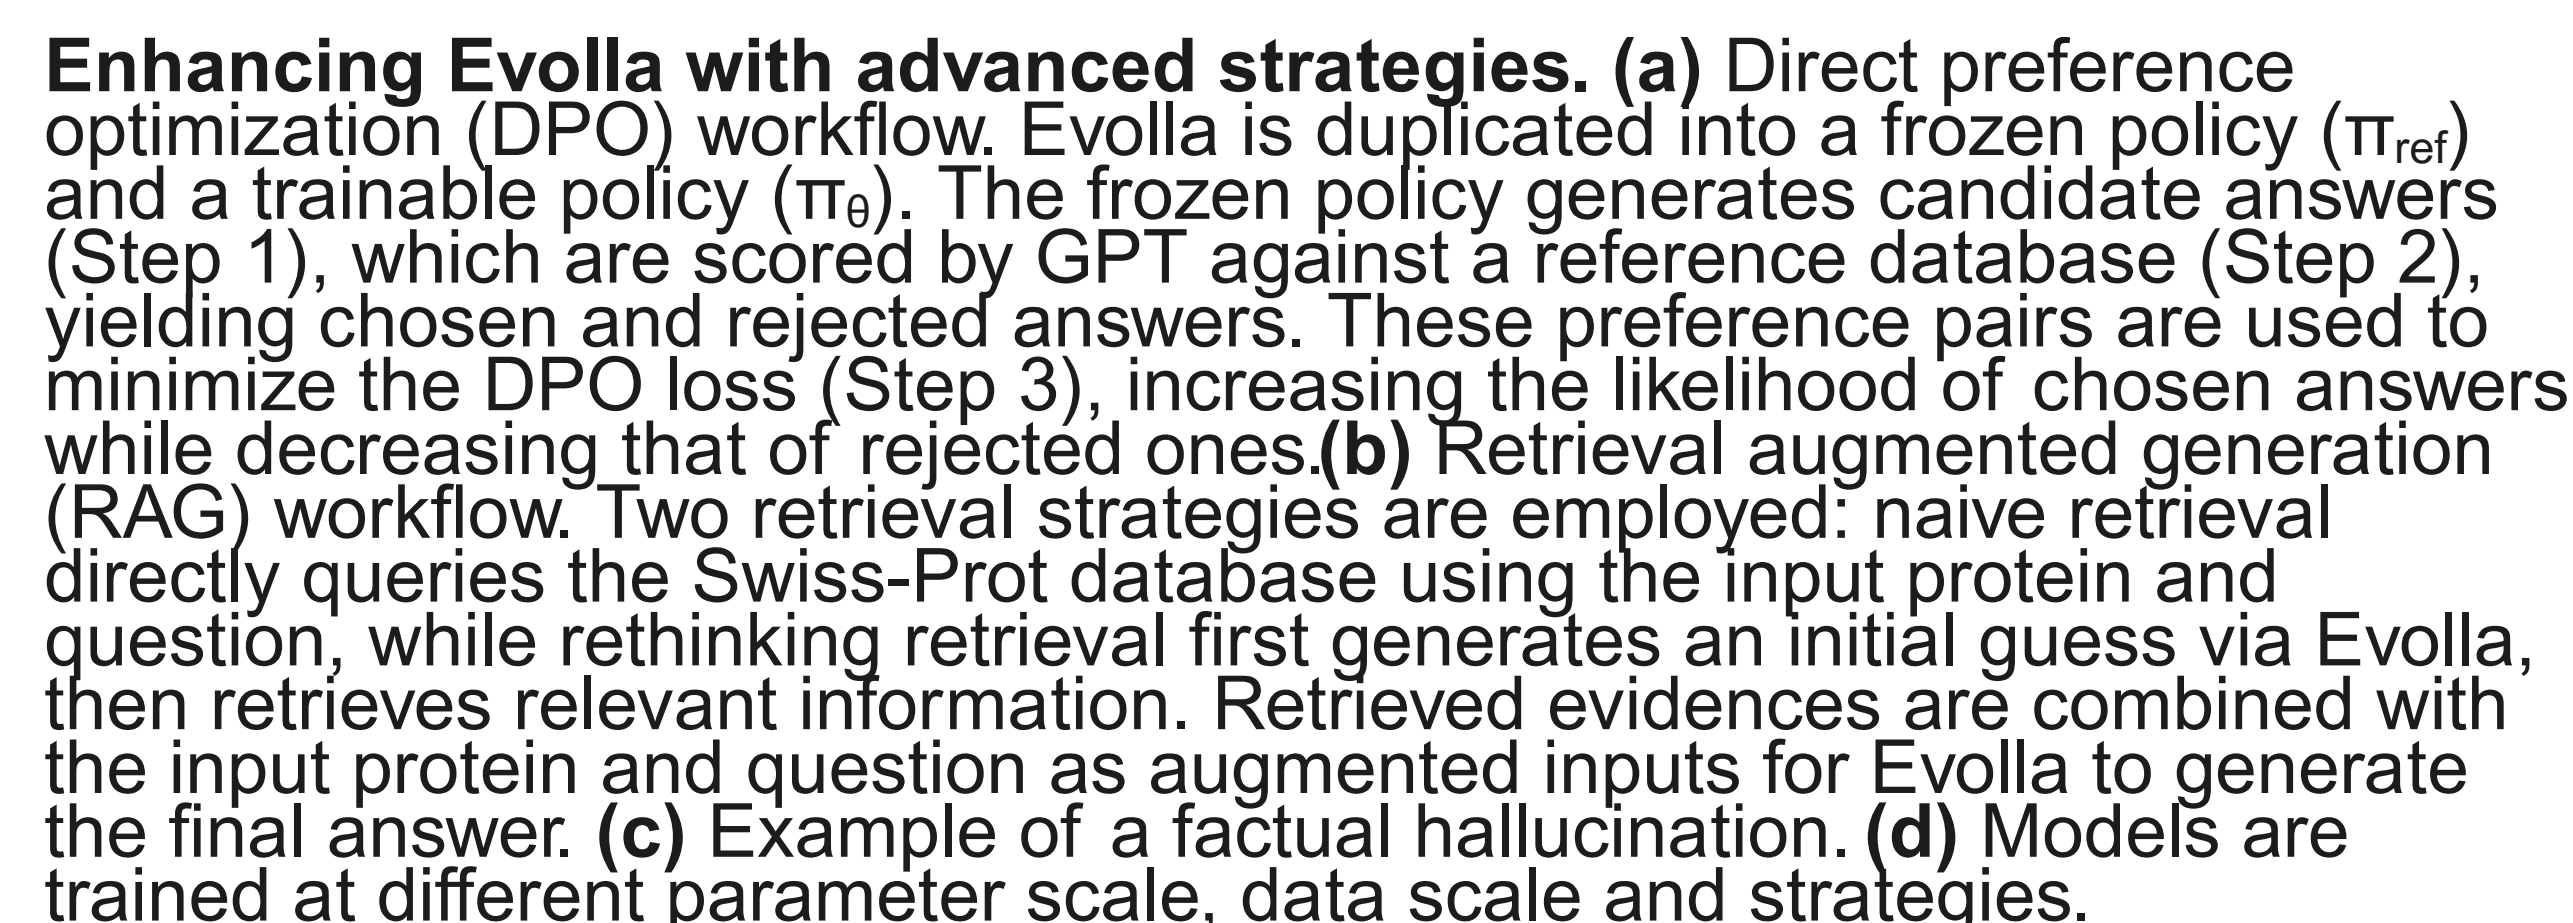 Enhancing Evolla with advanced strategies. (a) Direct preference
optimization (DPO) workflow. Evolla is duplicated into a frozen policy (π_ref)
and a trainable policy (π_θ). The frozen policy generates candidate answers
(Step 1), which are scored by GPT against a reference database (Step 2),
yielding chosen and rejected answers. These preference pairs are used to
minimize the DPO loss (Step 3), increasing the likelihood of chosen answers
while decreasing that of rejected ones.(b) Retrieval augmented generation
(RAG) workflow. Two retrieval strategies are employed: naive retrieval
directly queries the Swiss-Prot database using the input protein and
question, while rethinking retrieval first generates an initial guess via Evolla,
then retrieves relevant information. Retrieved evidences are combined with
the input protein and question as augmented inputs for Evolla to generate
the final answer. (c) Example of a factual hallucination. (d) Models are
trained at different parameter scale, data scale and strategies.